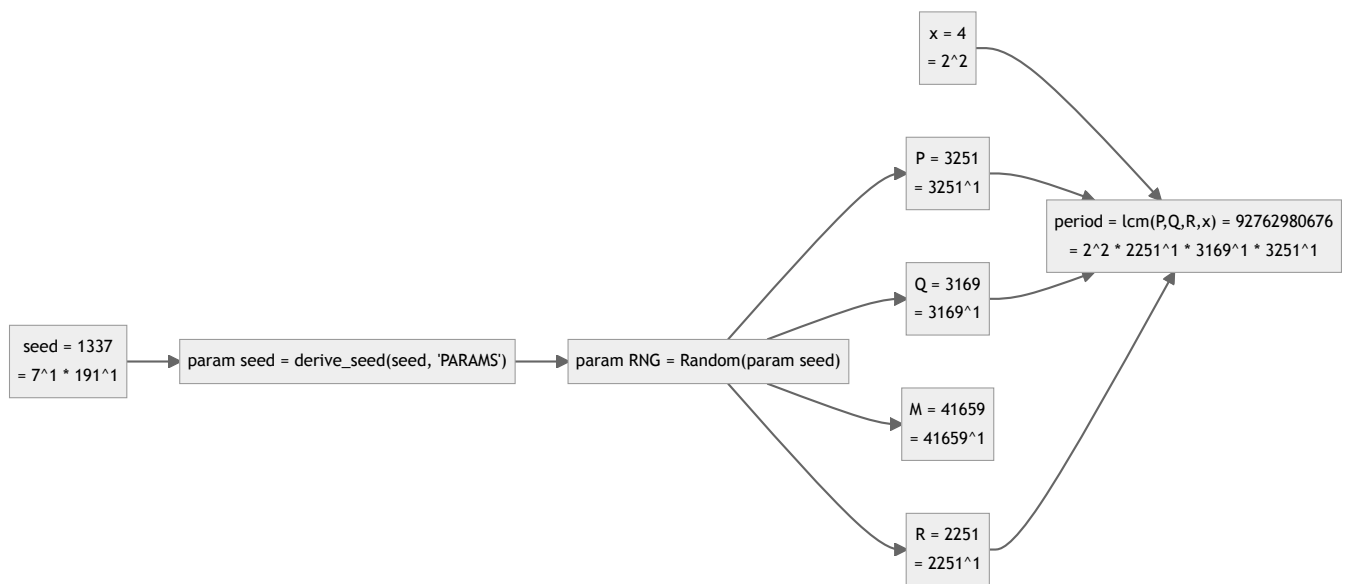 x = 4
= 2^2
P = 3251
= 3251^1
period = lcm(P,Q,R,x) = 92762980676
= 2^2 * 2251^1 * 3169^1 * 3251^1
Q = 3169
= 3169^1
seed = 1337
= 7^1 * 191^1
param seed = derive_seed(seed, 'PARAMS')
param RNG = Random(param seed)
M = 41659
= 41659^1
R = 2251
= 2251^1